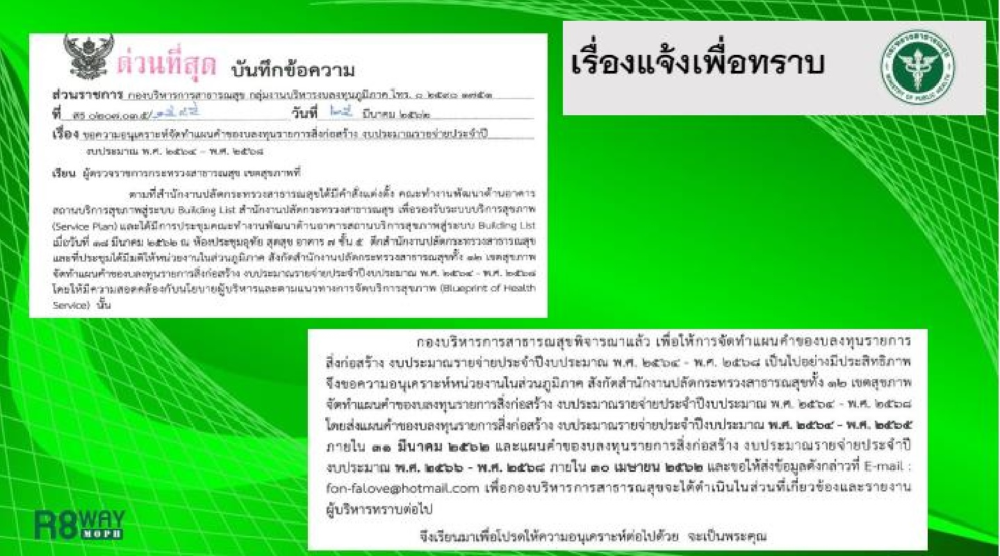 ด่วนที่สุด บันทึกข้อความ
ส่วนราชการ กองบริหารการสาธารณสุข กลุ่มงานบริหารงบลงทุนภูมิภาค โทร. ๐ ๒๕๙๐ ๑๗๕๑
ที่ สธ ๐๒๐๗.๐๓.๕/
วันที่ ๒๕ มีนาคม ๒๕๖๒
เรื่อง ขอความอนุเคราะห์จัดทำแผนคำของบลงทุนรายการสิ่งก่อสร้าง งบประมาณรายจ่ายประจำปี
งบประมาณ พ.ศ. ๒๕๖๔ – พ.ศ. ๒๕๖๘
เรียน ผู้ตรวจราชการกระทรวงสาธารณสุข เขตสุขภาพที่
ตามที่สำนักงานปลัดกระทรวงสาธารณสุขได้มีคำสั่งแต่งตั้ง คณะทำงานพัฒนาด้านอาคาร
สถานบริการสุขภาพสู่ระบบ Building List สำนักงานปลัดกระทรวงสาธารณสุข เพื่อรองรับระบบบริการสุขภาพ
(Service Plan) และได้มีการประชุมคณะทำงานพัฒนาด้านอาคารสถานบริการสุขภาพสู่ระบบ Building List
เมื่อวันที่ ๑๘ มีนาคม ๒๕๖๒ ณ ห้องประชุมอุทัย สุดสุข อาคาร ๗ ชั้น ๕ ตึกสำนักงานปลัดกระทรวงสาธารณสุข
และที่ประชุมได้มีมติให้หน่วยงานในส่วนภูมิภาค สังกัดสำนักงานปลัดกระทรวงสาธารณสุขทั้ง ๑๒ เขตสุขภาพ
จัดทำแผนคำของบลงทุนรายการสิ่งก่อสร้าง งบประมาณรายจ่ายประจำปีงบประมาณ พ.ศ. ๒๕๖๔ - พ.ศ. ๒๕๖๘
โดยให้มีความสอดคล้องกับนโยบายผู้บริหารและตามแนวทางการจัดบริการสุขภาพ (Blueprint of Health
Service) นั้น
เรื่องแจ้งเพื่อทราบ
กระทรวงสาธารณสุข
MINISTRY OF PUBLIC HEALTH
กองบริหารการสาธารณสุขพิจารณาแล้ว เพื่อให้การจัดทำแผนคำของบลงทุนรายการ
สิ่งก่อสร้าง งบประมาณรายจ่ายประจำปีงบประมาณ พ.ศ. ๒๕๖๔ - พ.ศ. ๒๕๖๘ เป็นไปอย่างมีประสิทธิภาพ
จึงขอความอนุเคราะห์หน่วยงานในส่วนภูมิภาค สังกัดสำนักงานปลัดกระทรวงสาธารณสุขทั้ง ๑๒ เขตสุขภาพ
จัดทำแผนคำของบลงทุนรายการสิ่งก่อสร้าง งบประมาณรายจ่ายประจำปีงบประมาณ พ.ศ. ๒๕๖๔ - พ.ศ. ๒๕๖๘
โดยส่งแผนคำของบลงทุนรายการสิ่งก่อสร้าง งบประมาณรายจ่ายประจำปีงบประมาณ พ.ศ. ๒๕๖๔ - พ.ศ. ๒๕๖๕
ภายใน ๓๑ มีนาคม ๒๕๖๒ และแผนคำของบลงทุนรายการสิ่งก่อสร้าง งบประมาณรายจ่ายประจำปี
งบประมาณ พ.ศ. ๒๕๖๖ - พ.ศ. ๒๕๖๘ ภายใน ๓๐ เมษายน ๒๕๖๒ และขอให้ส่งข้อมูลดังกล่าวที่ E-mail :
fon-falove@hotmail.com เพื่อกองบริหารการสาธารณสุขจะได้ดำเนินในส่วนที่เกี่ยวข้องและรายงาน
ผู้บริหารทราบต่อไป
จึงเรียนมาเพื่อโปรดให้ความอนุเคราะห์ต่อไปด้วย จะเป็นพระคุณ
R8WAY
MOPH